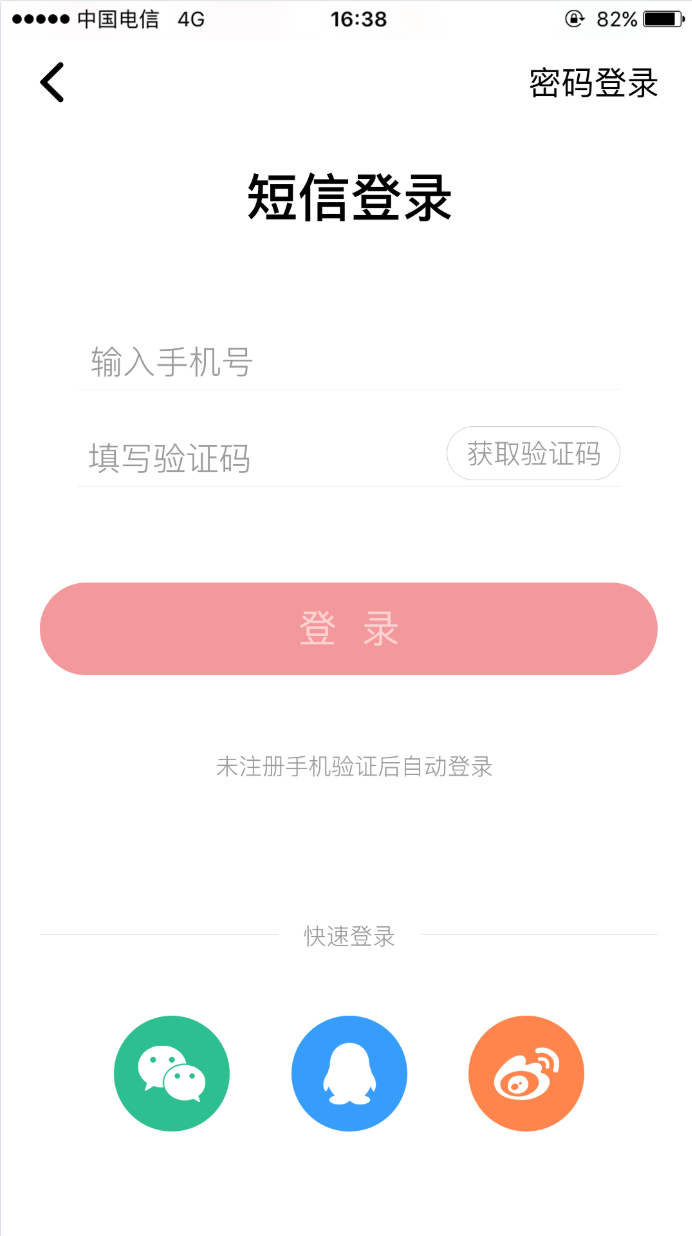 中国电信 4G 16:38 82%
密码登录
短信登录
输入手机号
填写验证码 获取验证码
登 录
未注册手机验证后自动登录
快速登录